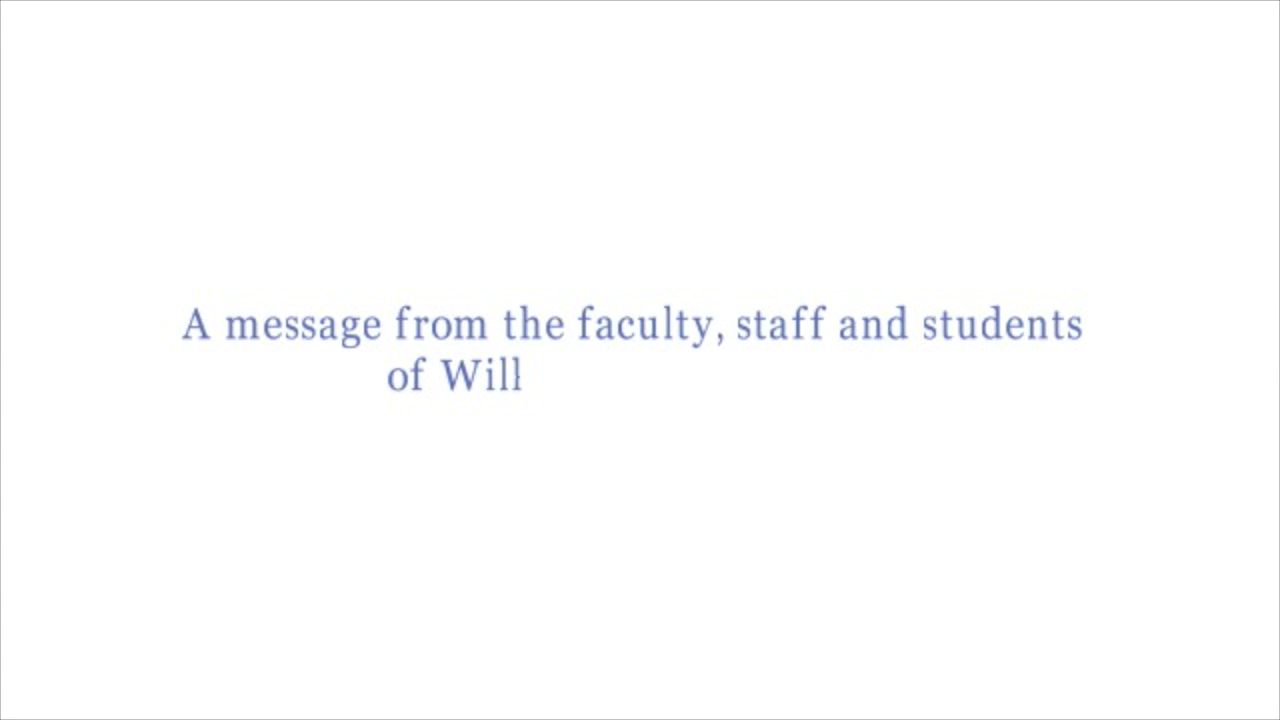 A message from the faculty, staff and students
of Will